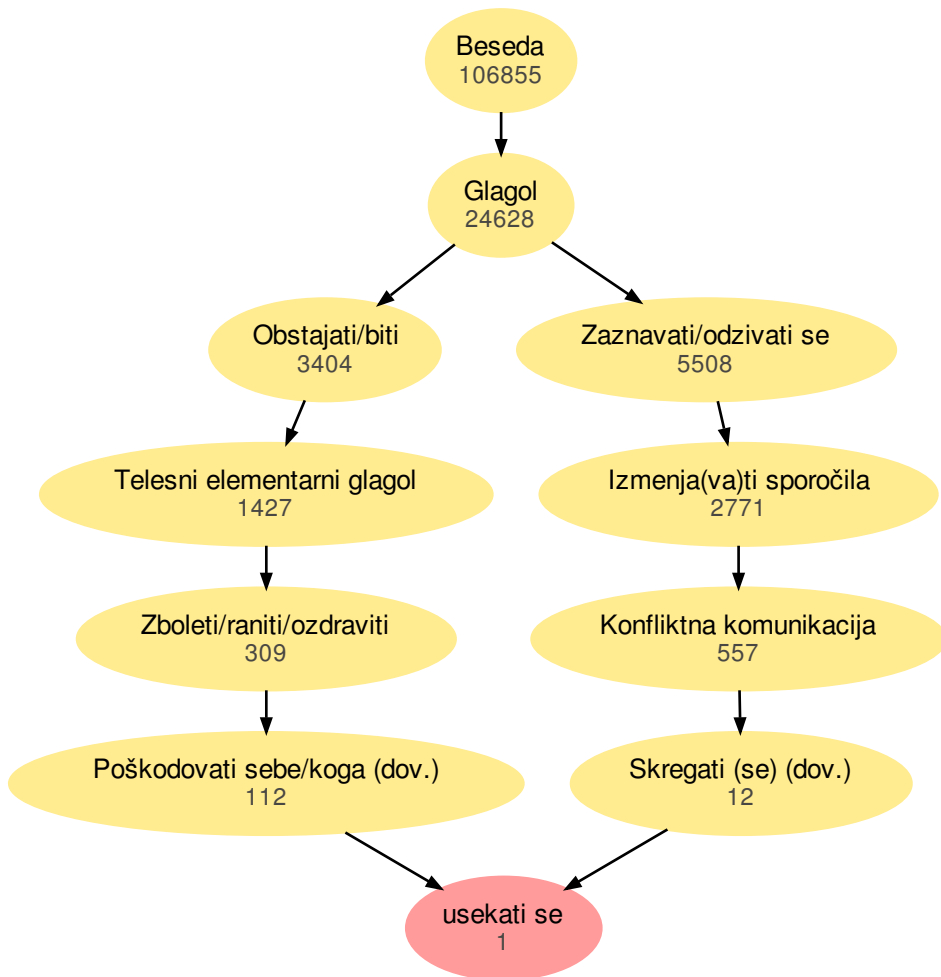 Beseda
106855
Glagol
24628
Obstajati/biti
3404
Zaznavati/odzivati se
5508
Telesni elementarni glagol
1427
Izmenja(va)ti sporočila
2771
Zboleti/raniti/ozdraviti
309
Konfliktna komunikacija
557
Poškodovati sebe/koga (dov.)
112
Skregati (se) (dov.)
12
usekati se
1